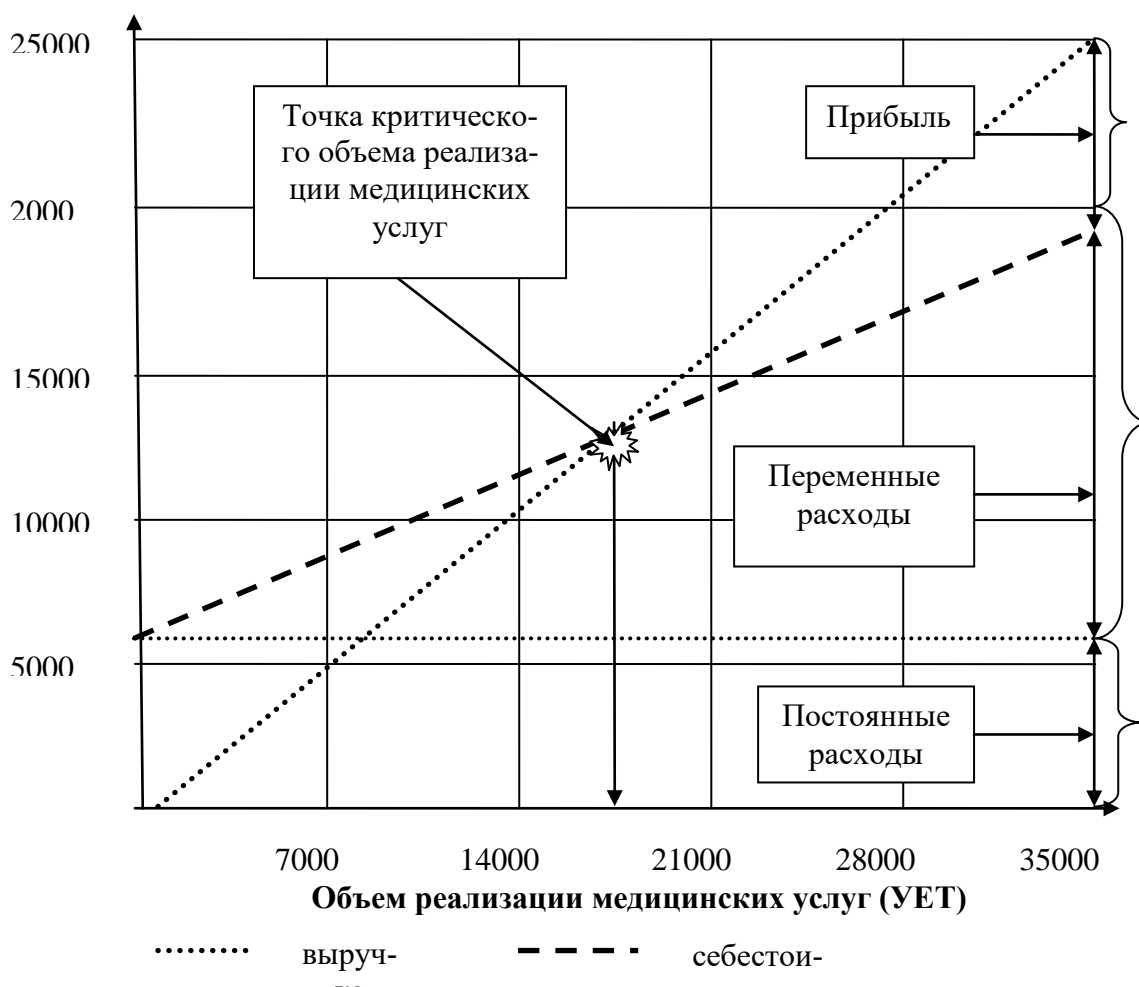 25000
Точка критическо-
го объема реализа-
ции медицинских
услуг
Прибыль
2000
15000
Переменные
расходы
10000
5000
Постоянные
расходы
7000 14000 21000 28000 35000
Объем реализации медицинских услуг (УЕТ)
выруч- себестои-